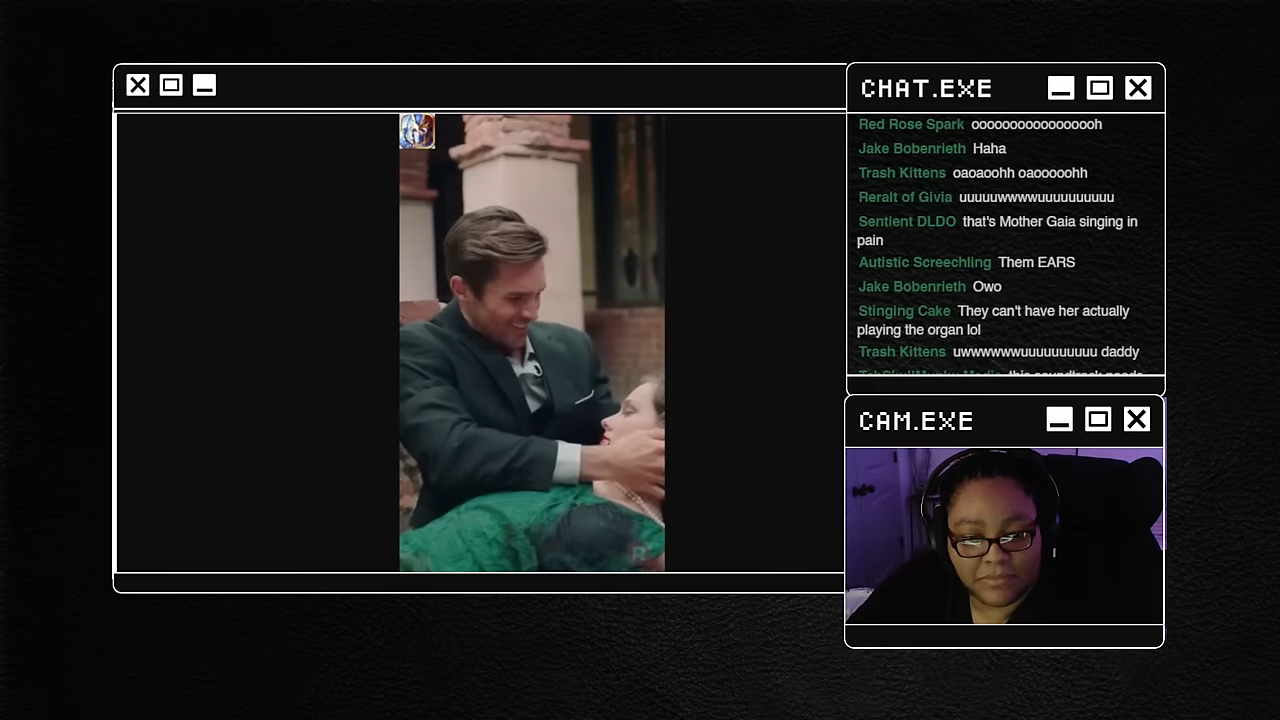 CHAT.EXE
Red Rose Spark ooooooooooooooooh
Jake Bobenrieth Haha
Trash Kittens oaoaoohh oaooooohh
Reralt of Givia uuuuuwwwwuuuuuuuuuu
Sentient DLDO that's Mother Gaia singing in
pain
Autistic Screechling Them EARS
Jake Bobenrieth Owo
Stinging Cake They can't have her actually
playing the organ lol
Trash Kittens uwwwwwwuuuuuuuuuu daddy
CAM.EXE